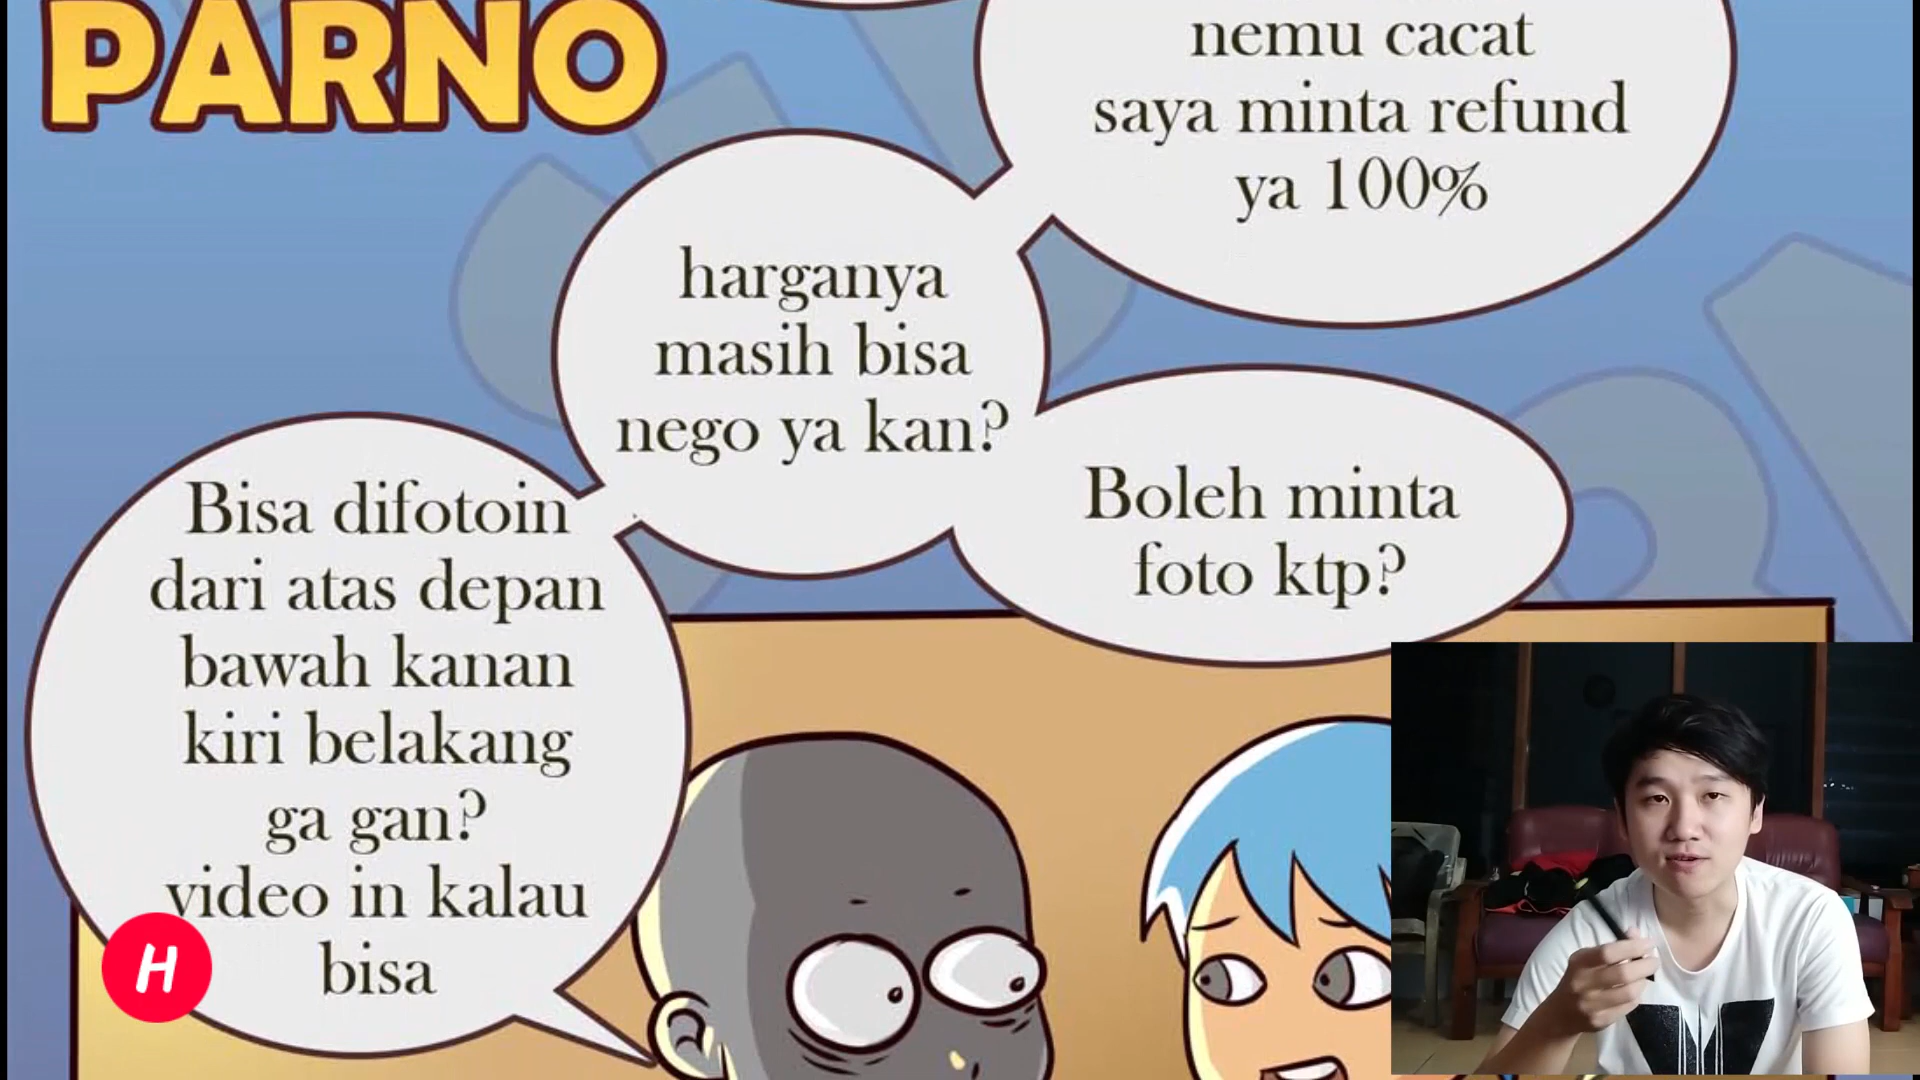 PARNO
nemu cacat
saya minta refund
ya 100%
harganya
masih bisa
nego ya kan?
Boleh minta
foto ktp?
Bisa difotoin
dari atas depan
bawah kanan
kiri belakang
ga gan?
video in kalau
bisa
H